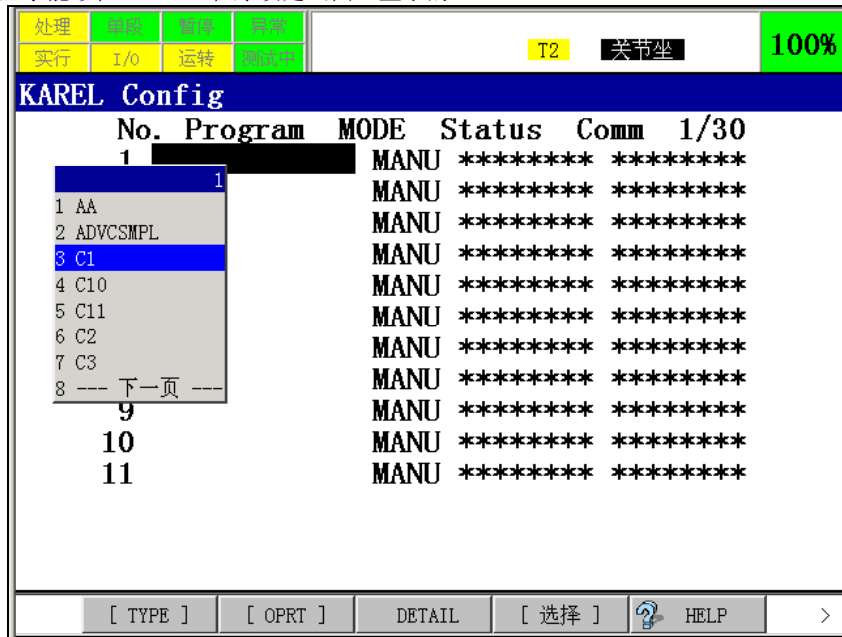 处理 单段 暂停 异常
实行 I/O 运转 测试中 T2 关节坐 100%
KAREL Config
No. Program MODE Status Comm 1/30
1 MANU ******** ********
1
MANU ******** ********
1 AA
MANU ******** ********
2 ADVCSMPL
MANU ******** ********
3 C1
MANU ******** ********
4 C10
MANU ******** ********
5 C11
MANU ******** ********
6 C2
MANU ******** ********
7 C3
8 --- 下一页 ---
9 MANU ******** ********
10 MANU ******** ********
11 MANU ******** ********
[ TYPE ] [ OPRT ] DETAIL [ 选择 ] HELP >